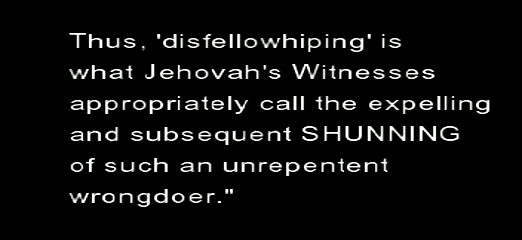 Thus, 'disfellowhiping' is
what Jehovah's Witnesses
appropriately call the expelling
and subsequent SHUNNING
of such an unrepentent
wrongdoer."